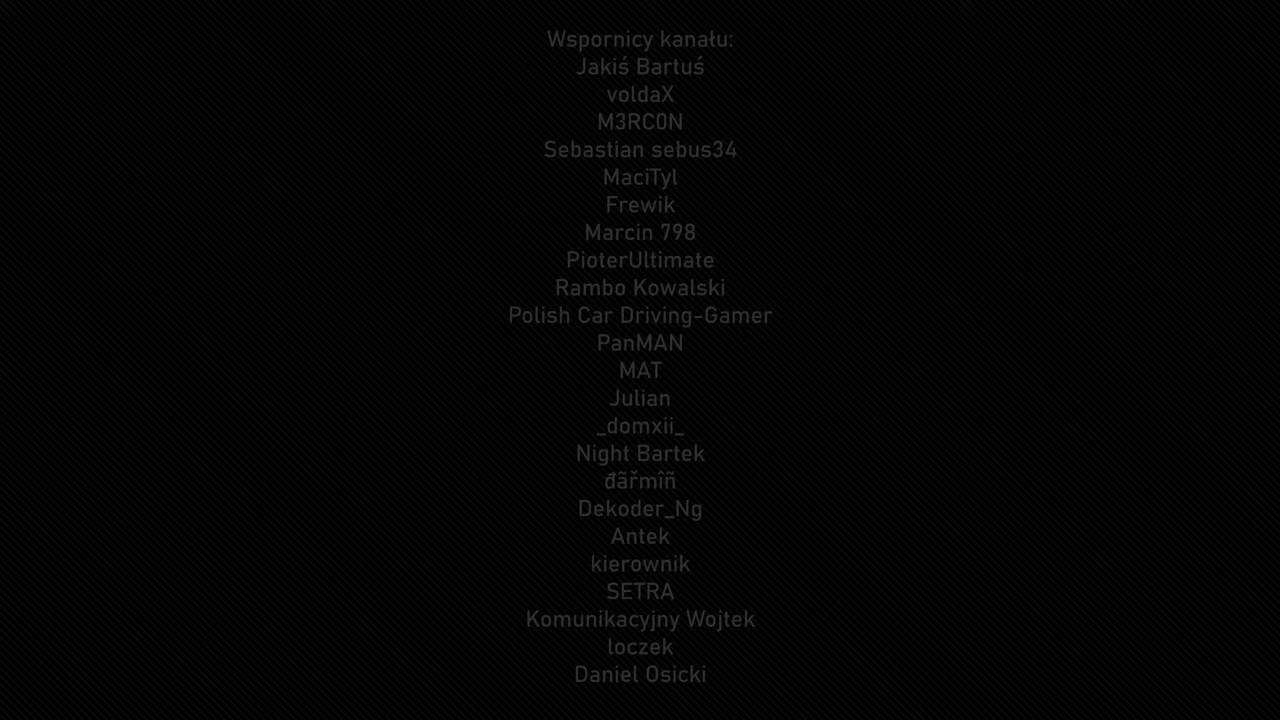 Wspornicy kanału:
Jakiś Bartuś
voldaX
M3RC0N
Sebastian sebus34
MaciTyl
Frewik
Marcin 798
PioterUltimate
Rambo Kowalski
Polish Car Driving-Gamer
PanMAN
MAT
Julian
_domxii_
Night Bartek
đãřmîñ
Dekoder_Ng
Antek
kierownik
SETRA
Komunikacyjny Wojtek
loczek
Daniel Osicki